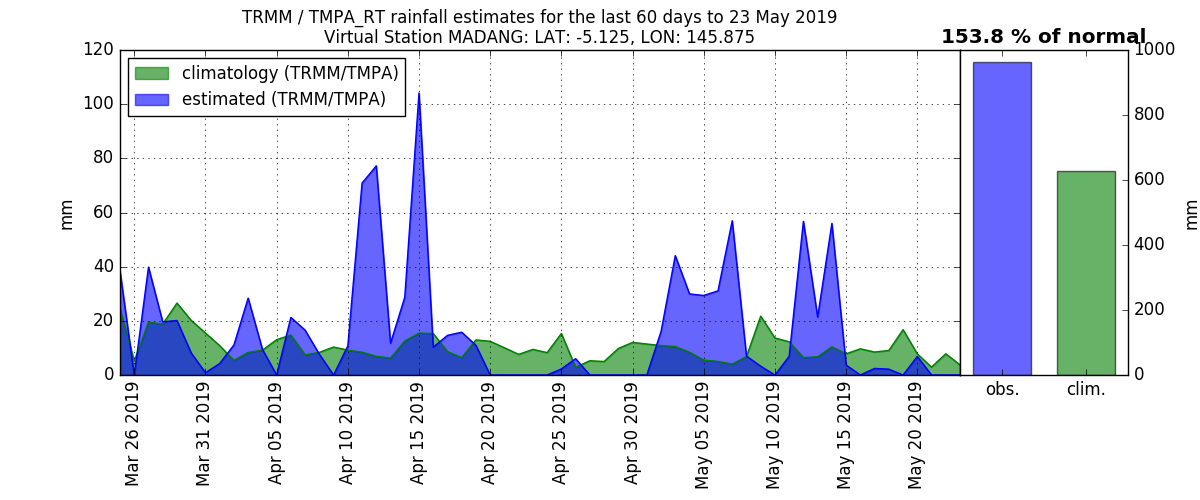 TRMM / TMPA_RT rainfall estimates for the last 60 days to 23 May 2019
Virtual Station MADANG: LAT: -5.125, LON: 145.875
153.8 % of normal
climatology (TRMM/TMPA)
estimated (TRMM/TMPA)
120
100
80
60
40
20
0
mm
Mar 26 2019
Mar 31 2019
Apr 05 2019
Apr 10 2019
Apr 15 2019
Apr 20 2019
Apr 25 2019
Apr 30 2019
May 05 2019
May 10 2019
May 15 2019
May 20 2019
obs.
clim.
1000
800
600
400
200
0
mm